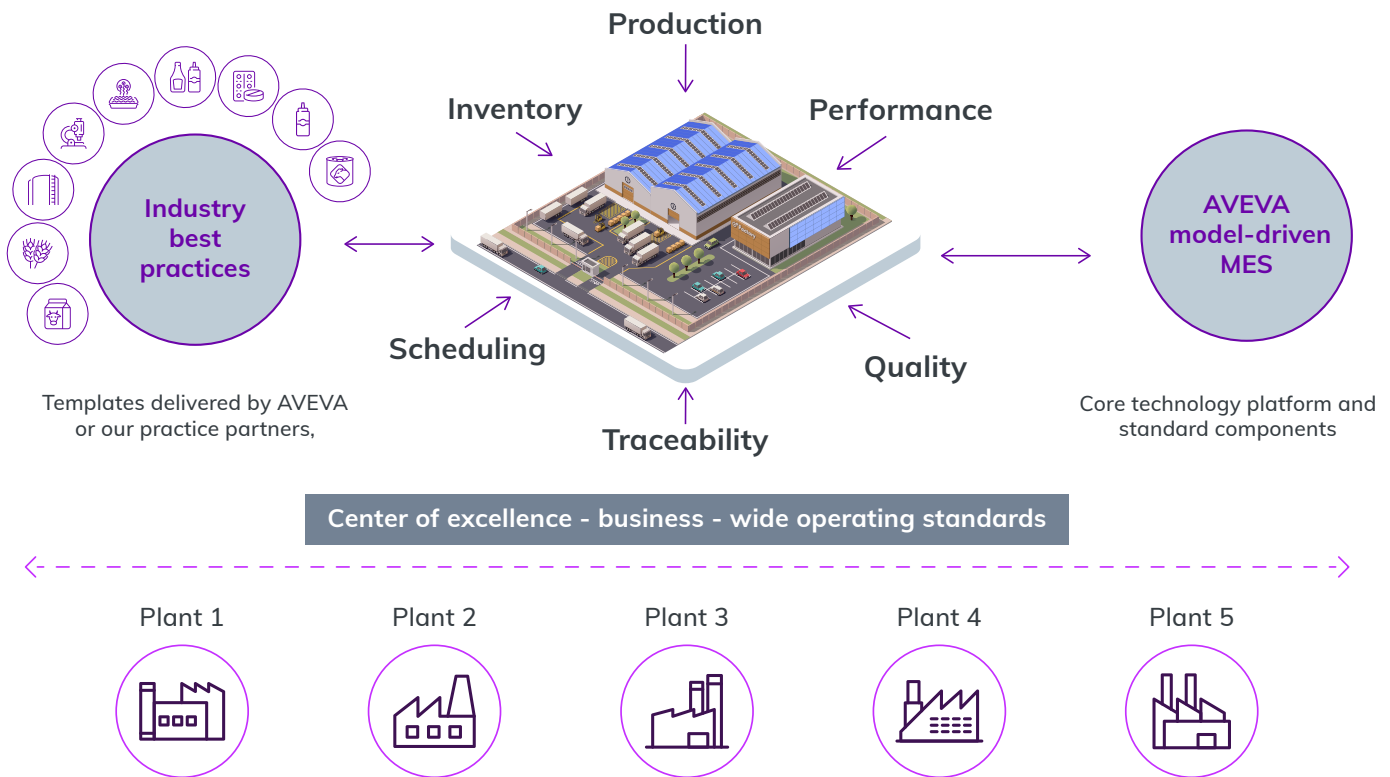 Production
Inventory
Performance
Industry
best
practices
AVEVA
model-driven
MES
Scheduling
Quality
Templates delivered by AVEVA
or our practice partners,
Core technology platform and
standard components
Traceability
Center of excellence - business - wide operating standards
Plant 1
Plant 2
Plant 3
Plant 4
Plant 5